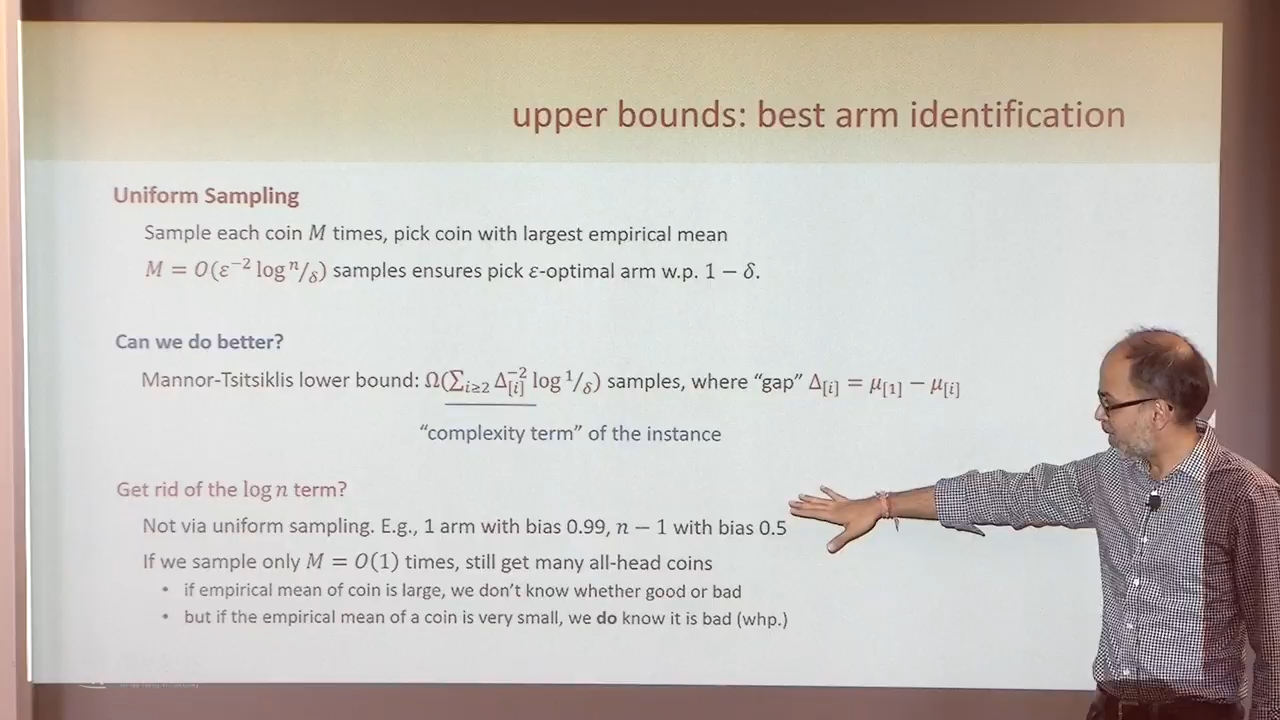 upper bounds: best arm identification
Uniform Sampling
Sample each coin M times, pick coin with largest empirical mean
M = O(ε⁻² log n/δ) samples ensures pick ε-optimal arm w.p. 1 − δ.
Can we do better?
Mannor-Tsitsiklis lower bound: Ω(∑_{i≥2} Δ_{[i]}^{−2} log 1/δ) samples, where “gap” Δ_{[i]} = μ_{[1]} − μ_{[i]}
“complexity term” of the instance
Get rid of the log n term?
Not via uniform sampling. E.g., 1 arm with bias 0.99, n − 1 with bias 0.5
If we sample only M = O(1) times, still get many all-head coins
• if empirical mean of coin is large, we don’t know whether good or bad
• but if the empirical mean of a coin is very small, we do know it is bad (whp.)